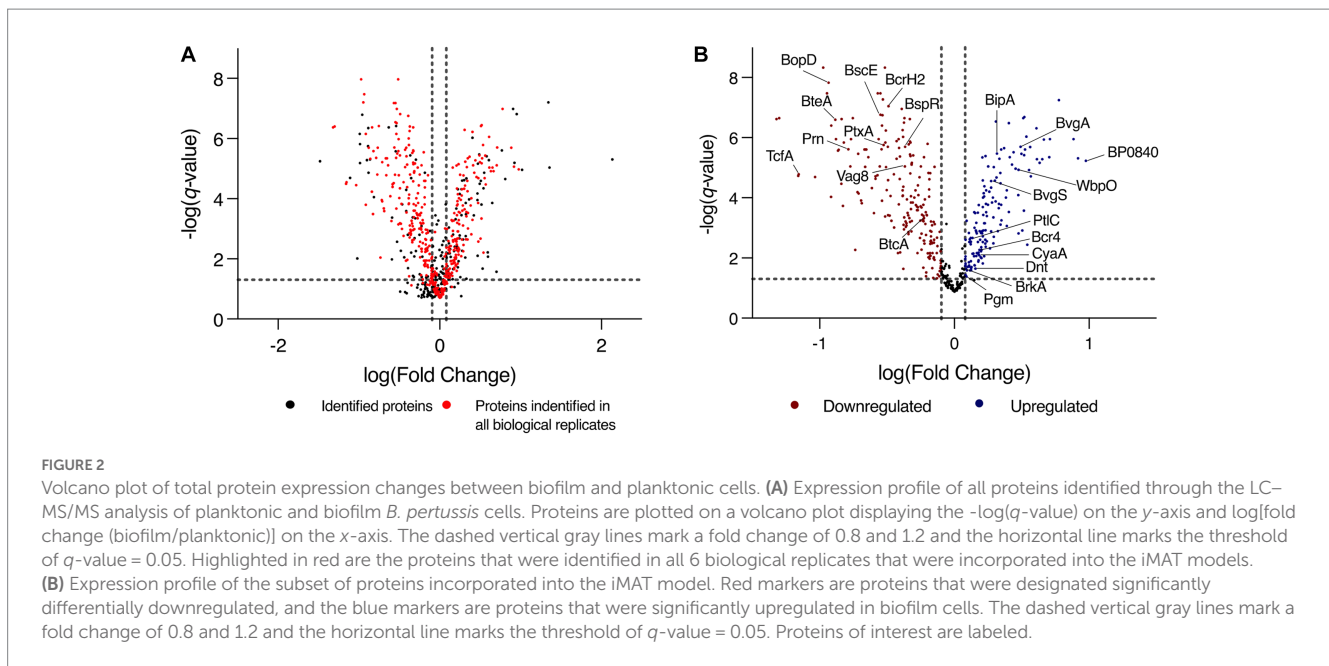 A
8
6
4
2
0
-log(q-value)
-2
0
2
log(Fold Change)
Identified proteins
Proteins indentified in
all biological replicates
B
8
6
4
2
0
-log(q-value)
BopD
BscE
BcrH2
BteA
BspR
Prn
PtxA
TcfA
Vag8
BtcA
BipA
BvgA
BP0840
WbpO
BvgS
PtlC
Bcr4
CyaA
Dnt
BrkA
Pgm
-1
0
1
log(Fold Change)
Downregulated
Upregulated
FIGURE 2
Volcano plot of total protein expression changes between biofilm and planktonic cells. (A) Expression profile of all proteins identified through the LC–
MS/MS analysis of planktonic and biofilm B. pertussis cells. Proteins are plotted on a volcano plot displaying the -log(q-value) on the y-axis and log[fold
change (biofilm/planktonic)] on the x-axis. The dashed vertical gray lines mark a fold change of 0.8 and 1.2 and the horizontal line marks the threshold
of q-value = 0.05. Highlighted in red are the proteins that were identified in all 6 biological replicates that were incorporated into the iMAT models.
(B) Expression profile of the subset of proteins incorporated into the iMAT model. Red markers are proteins that were designated significantly
differentially downregulated, and the blue markers are proteins that were significantly upregulated in biofilm cells. The dashed vertical gray lines mark a
fold change of 0.8 and 1.2 and the horizontal line marks the threshold of q-value = 0.05. Proteins of interest are labeled.